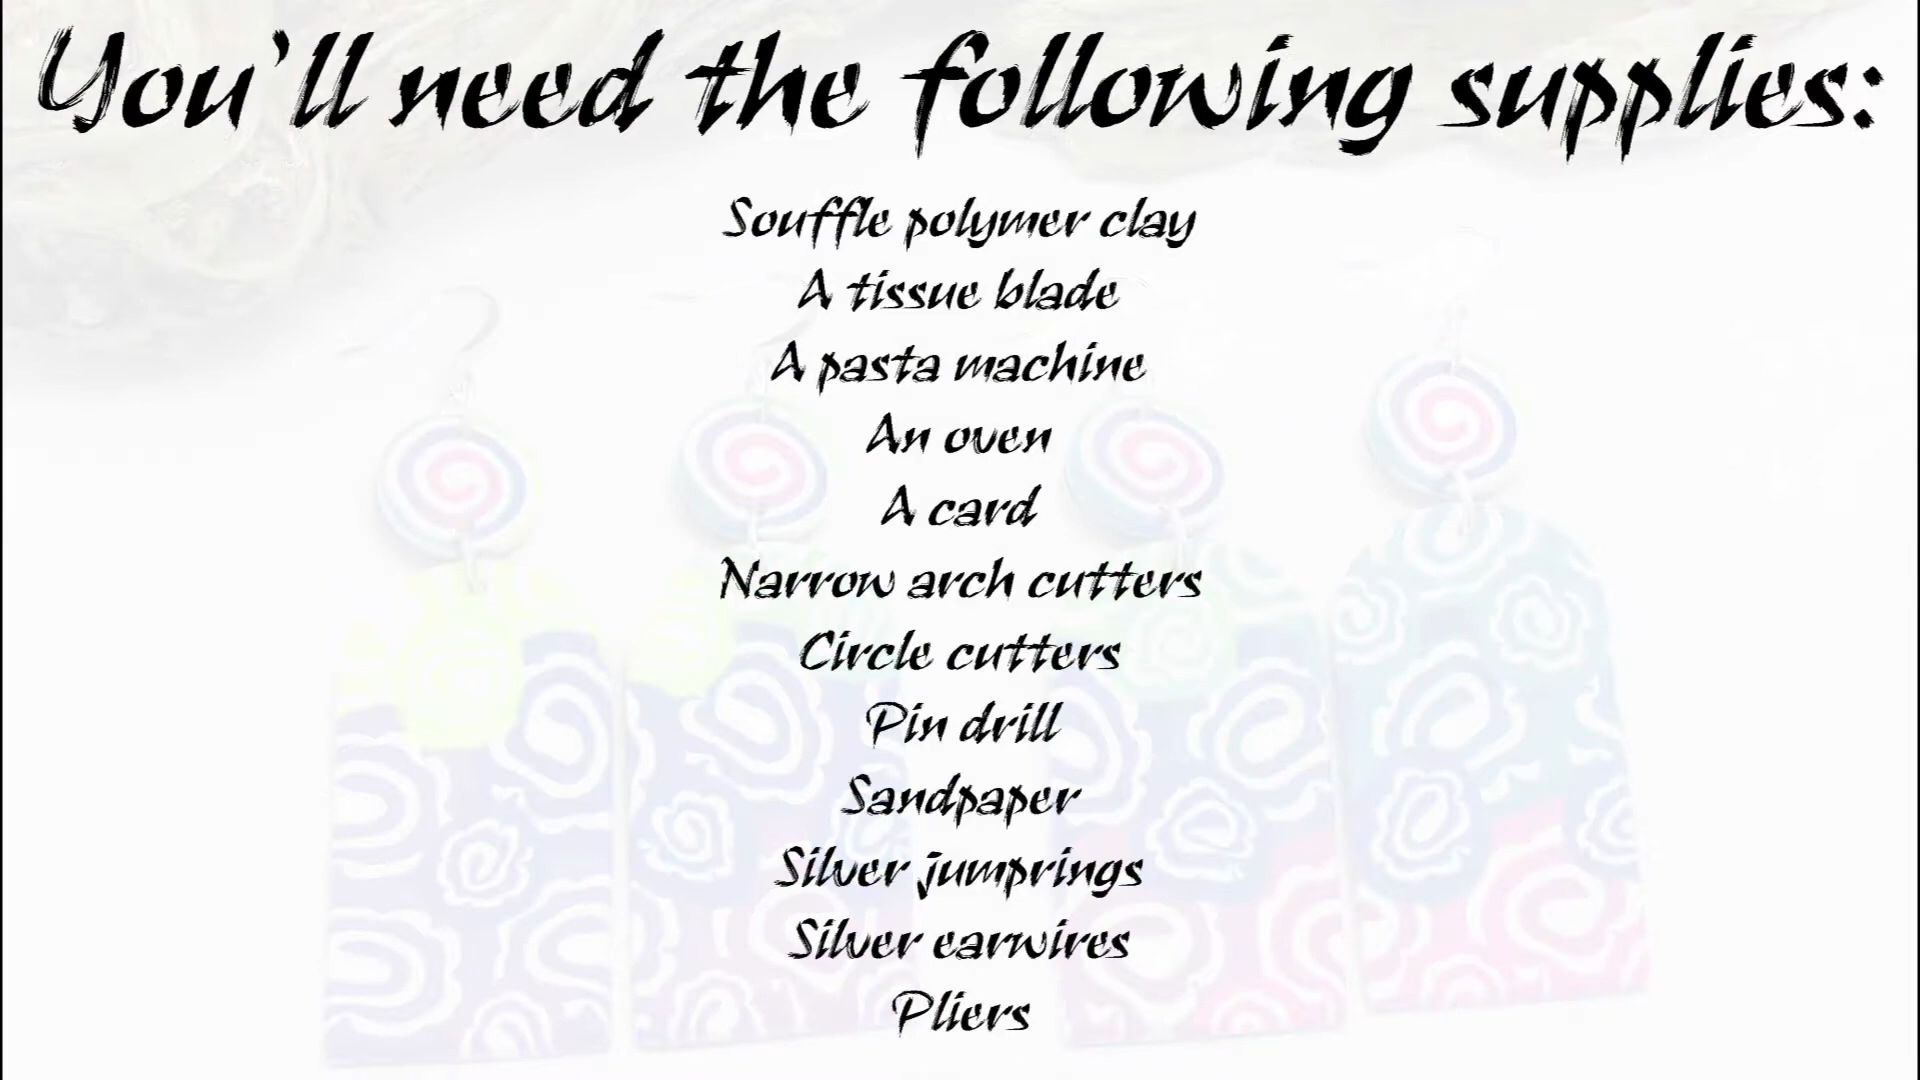 You'll need the following supplies:
Souffle polymer clay
A tissue blade
A pasta machine
An oven
A card
Narrow arch cutters
Circle cutters
Pin drill
Sandpaper
Silver jumprings
Silver earwires
Pliers